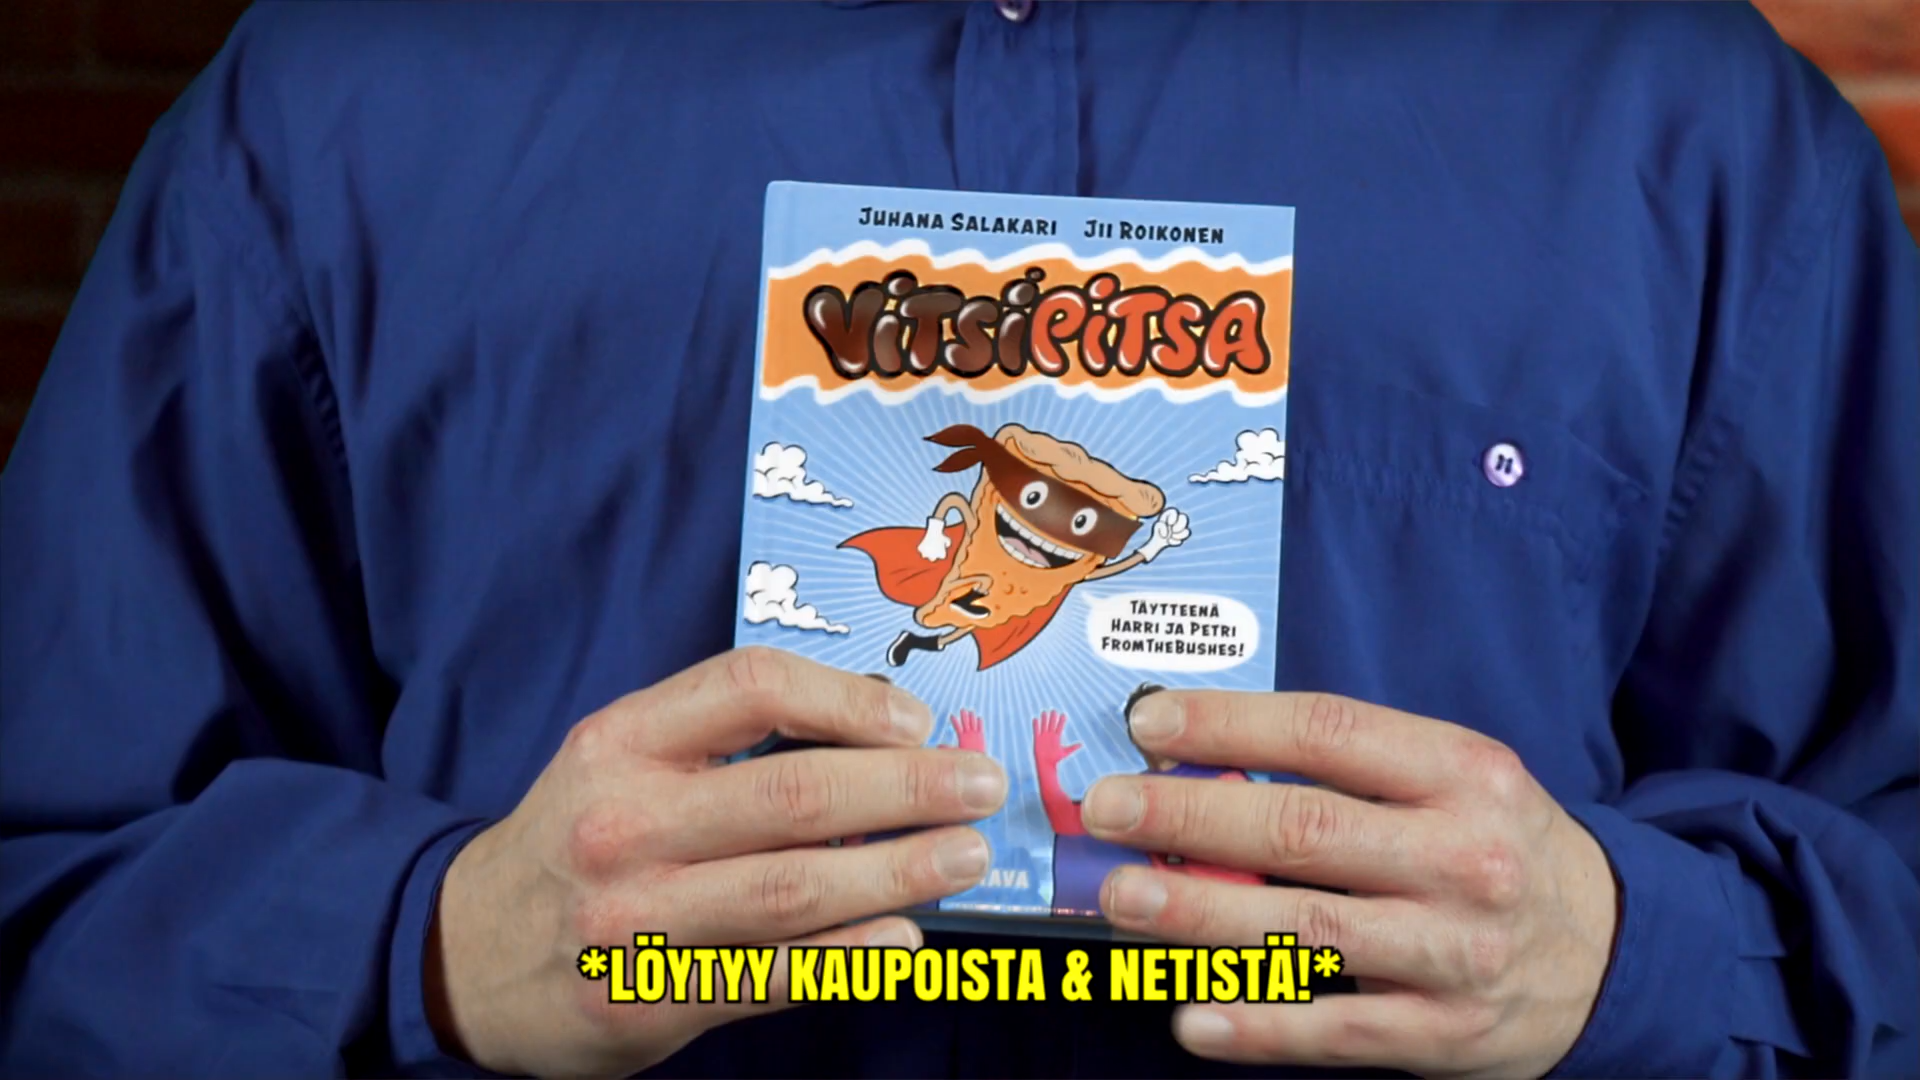 JUHANA SALAKARI JII ROIKONEN
VITSIPITSA
TÄYTTEENÄ
HARRI JA PETRI
FROMTHEBUSHES!
*LÖYTYY KAUPOISTA & NETISTÄ!*